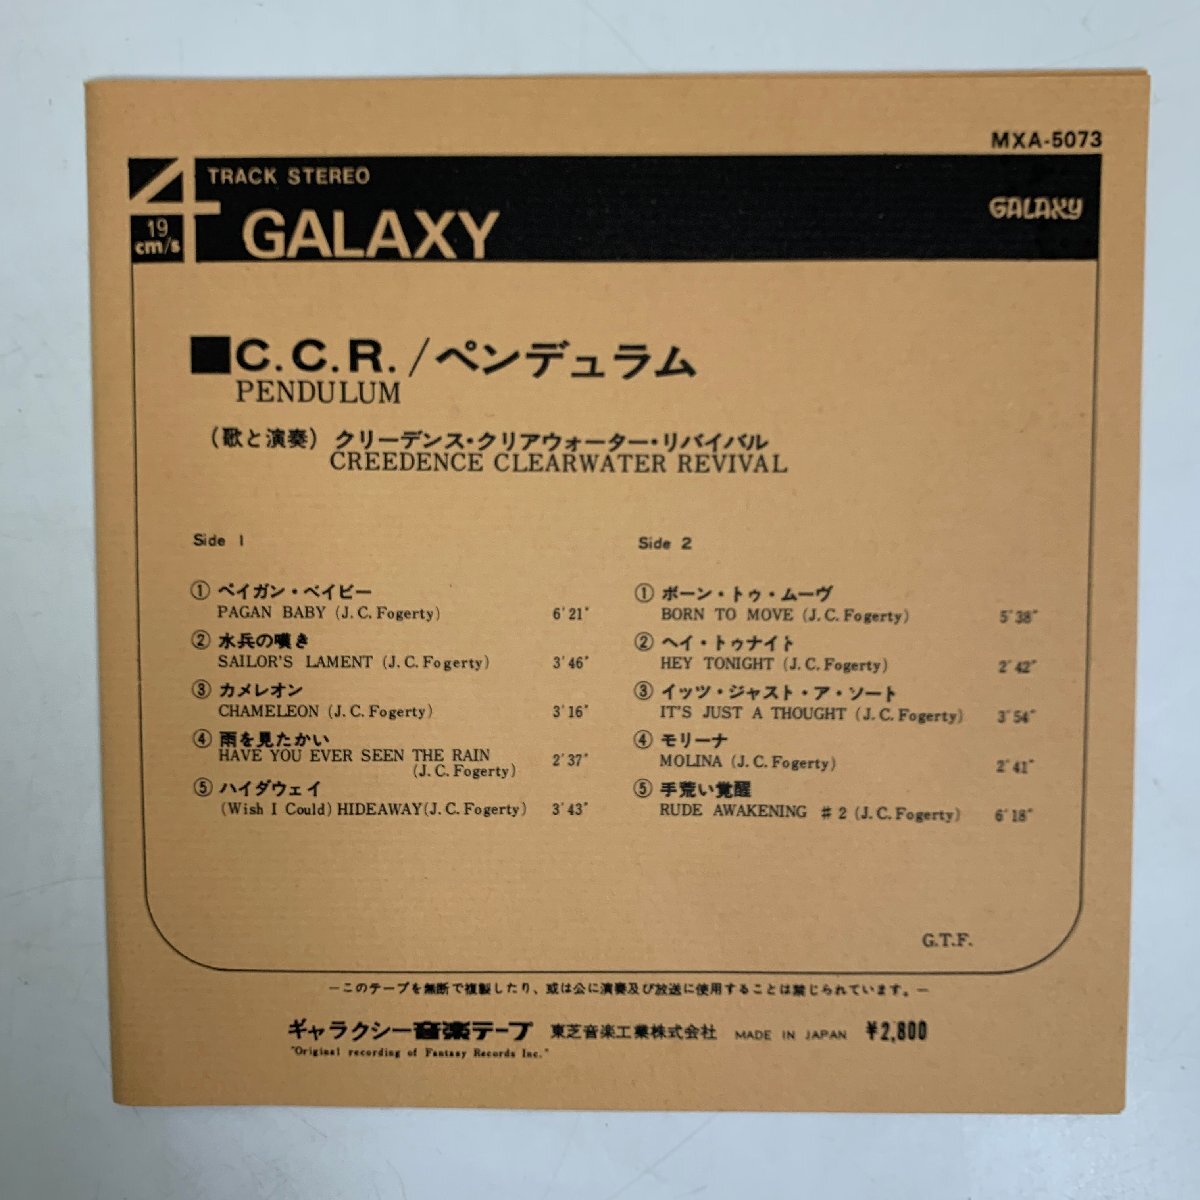 MXA-5073
4 TRACK STEREO
19 cm/s
GALAXY
GALAXY
■C.C.R./ペンデュラム
PENDULUM
(歌と演奏) クリーデンス・クリアウォーター・リバイバル
CREEDENCE CLEARWATER REVIVAL
Side 1
① ペイガン・ベイビー
PAGAN BABY (J.C.Fogerty) 6'21"
② 水兵の嘆き
SAILOR'S LAMENT (J.C.Fogerty) 3'46"
③ カメレオン
CHAMELEON (J.C.Fogerty) 3'16"
④ 雨を見たかい
HAVE YOU EVER SEEN THE RAIN
(J.C.Fogerty) 2'37"
⑤ ハイダウェイ
(Wish I Could) HIDEAWAY (J.C.Fogerty) 3'43"
Side 2
① ボーン・トゥ・ムーヴ
BORN TO MOVE (J.C.Fogerty) 5'38"
② ヘイ・トゥナイト
HEY TONIGHT (J.C.Fogerty) 2'42"
③ イッツ・ジャスト・ア・ソート
IT'S JUST A THOUGHT (J.C.Fogerty) 3'54"
④ モリーナ
MOLINA (J.C.Fogerty) 2'41"
⑤ 手荒い覚醒
RUDE AWAKENING #2 (J.C.Fogerty) 6'18"
G.T.F.
―このテープを無断で複製したり、或は公に演奏及び放送に使用することは禁じられています。―
ギャラクシー音楽テープ 東芝音楽工業株式会社 MADE IN JAPAN ¥2,800
"Original recording of Fantasy Records Inc."